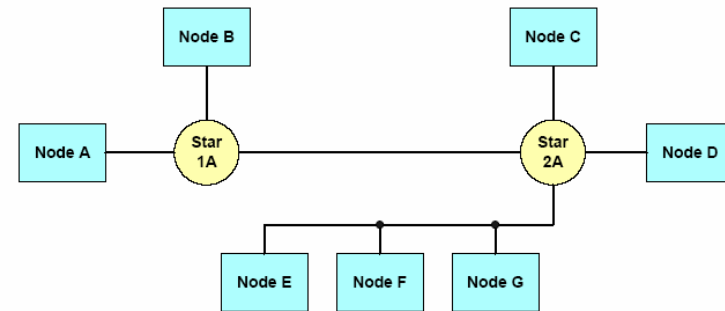 Node B
Node C
Node A
Star
1A
Star
2A
Node D
Node E
Node F
Node G